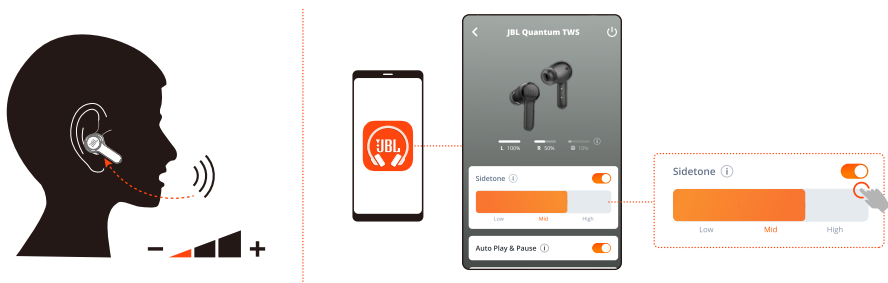 JBL
JBL Quantum TWS
L 100% R 50% 10%
Sidetone
Low Mid High
Auto Play & Pause
Sidetone
Low Mid High